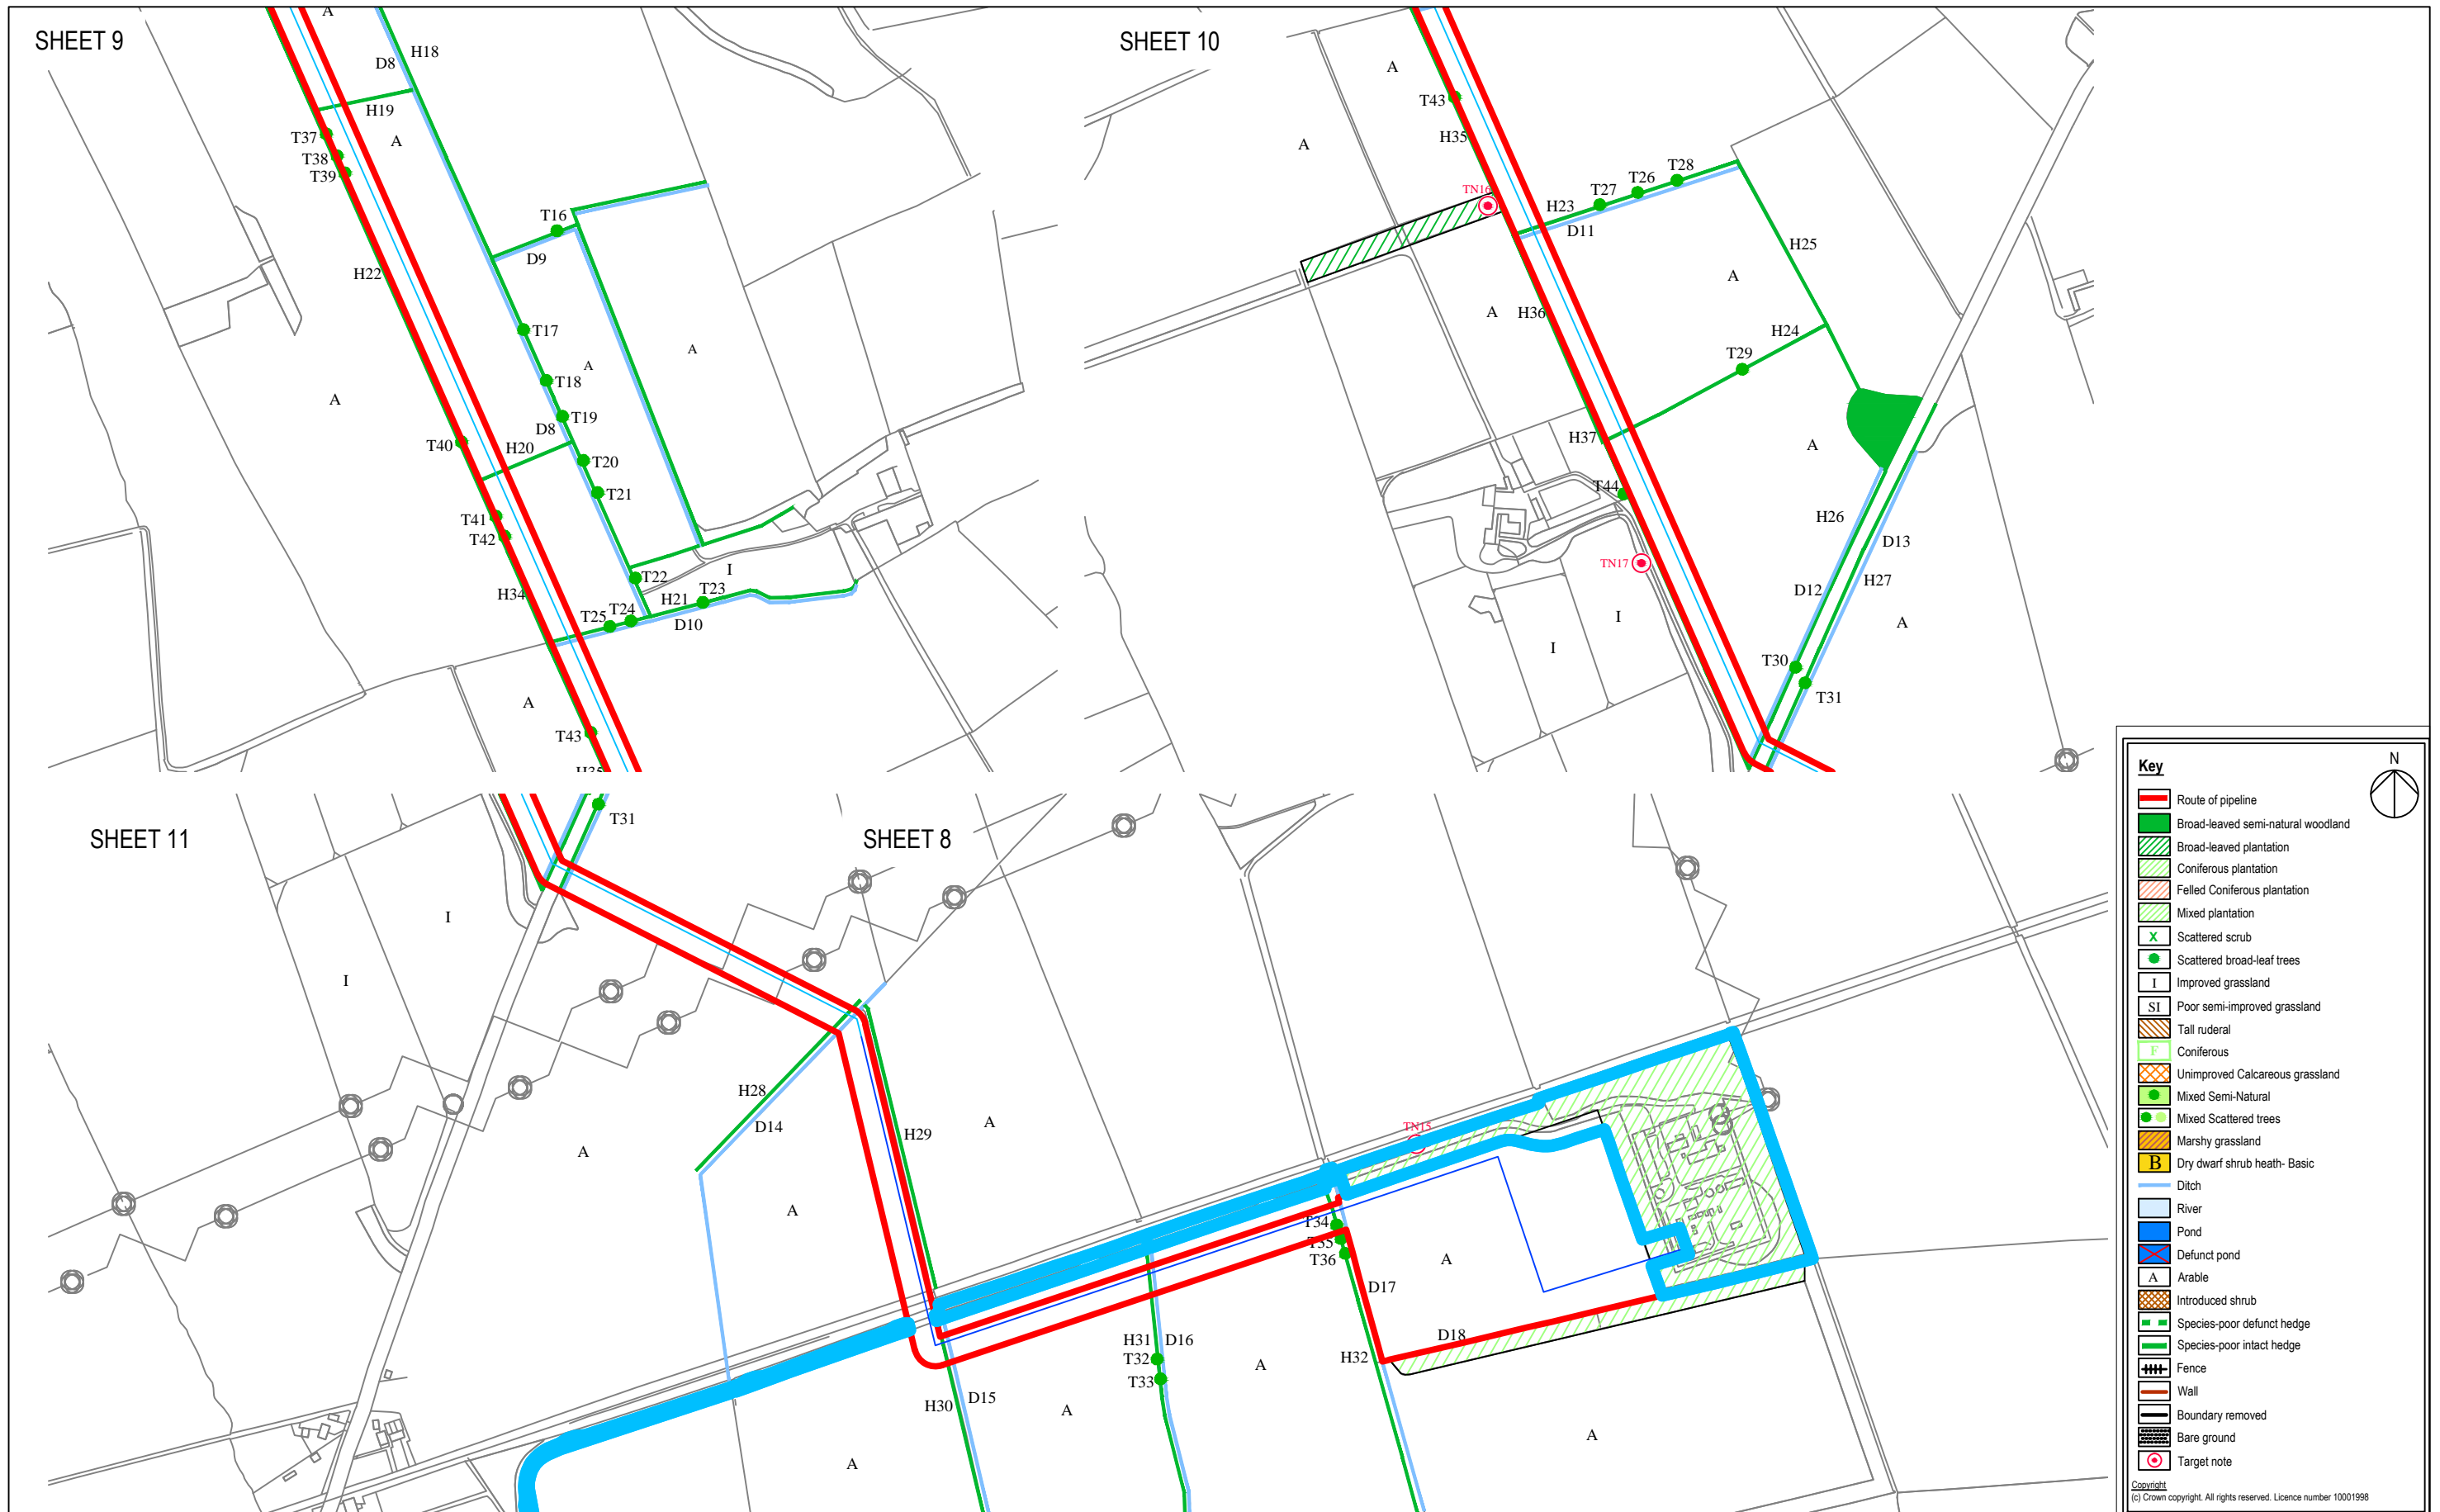 SHEET 9
A
H18
D8
H19
A
T37
T38
T39
T16
D9
H22
T17
A
T18
A
A
T19
D8
T40
H20
T20
T21
T41
T42
I
T22
H34
H21
T23
T24
T25
D10
A
T43
H35
SHEET 10
A
T43
A
H35
TN16
T28
T26
T27
H23
D11
H25
A
A
H36
H24
T29
H37
A
T44
H26
D13
TN17
D12
H27
I
A
I
T30
T31
SHEET 11
T31
I
I
H28
D14
A
A
H29
A
A
SHEET 8
TN15
T34
T35
T36
A
D17
H31
D16
T32
T33
A
D18
H32
H30
D15
A
A
Key
N
Route of pipeline
Broad-leaved semi-natural woodland
Broad-leaved plantation
Coniferous plantation
Felled Coniferous plantation
Mixed plantation
X Scattered scrub
Scattered broad-leaf trees
I Improved grassland
SI Poor semi-improved grassland
Tall ruderal
F Coniferous
Unimproved Calcareous grassland
Mixed Semi-Natural
Mixed Scattered trees
Marshy grassland
B Dry dwarf shrub heath- Basic
Ditch
River
Pond
Defunct pond
A Arable
Introduced shrub
Species-poor defunct hedge
Species-poor intact hedge
Fence
Wall
Boundary removed
Bare ground
Target note
Copyright
(c) Crown copyright. All rights reserved. Licence number 10001998